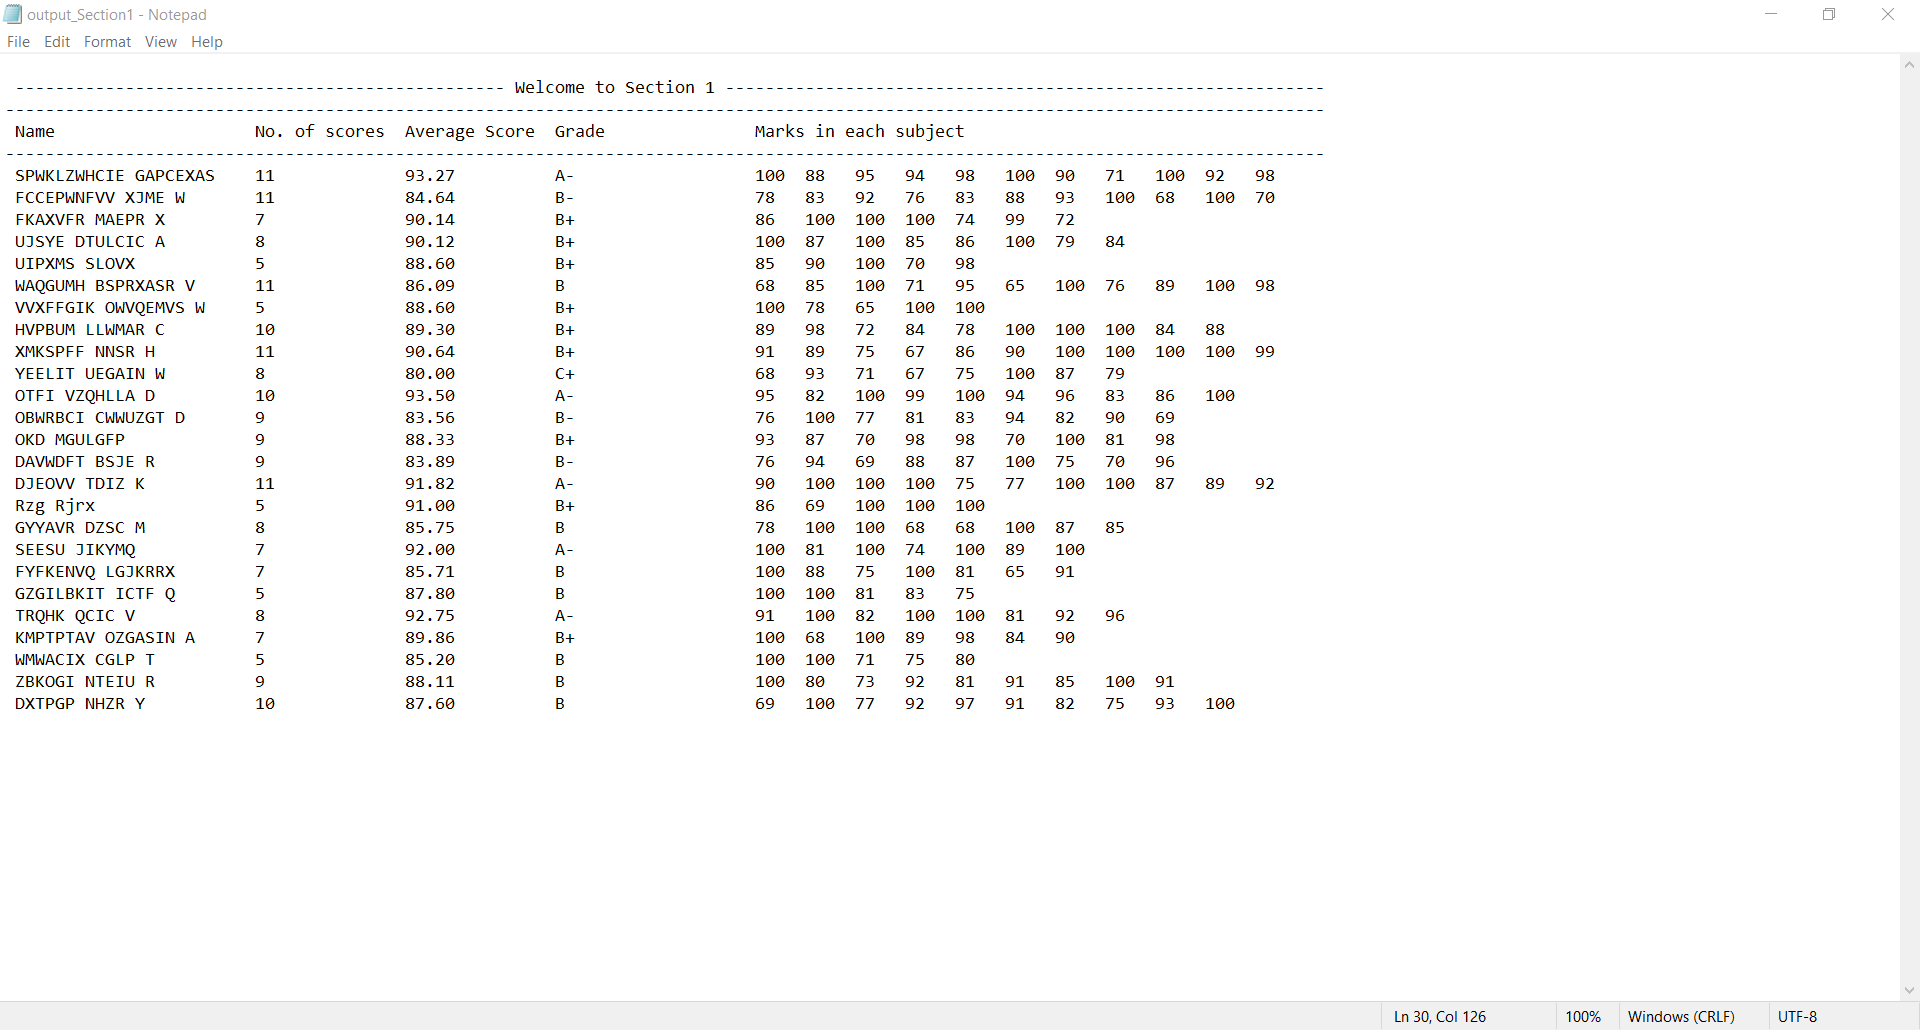 output_Section1 - Notepad
File Edit Format View Help
------------------------------------------------- Welcome to Section 1 ------------------------------------------------------------
------------------------------------------------------------------------------------------------------------------------------------
Name No. of scores Average Score Grade Marks in each subject
------------------------------------------------------------------------------------------------------------------------------------
SPWKLZWHCIE GAPCEXAS 11 93.27 A- 100 88 95 94 98 100 90 71 100 92 98
FCCEPWNFVV XJME W 11 84.64 B- 78 83 92 76 83 88 93 100 68 100 70
FKAXVFR MAEPR X 7 90.14 B+ 86 100 100 100 74 99 72
UJSYE DTULCIC A 8 90.12 B+ 100 87 100 85 86 100 79 84
UIPXMS SLOVX 5 88.60 B+ 85 90 100 70 98
WAQGUMH BSPRXASR V 11 86.09 B 68 85 100 71 95 65 100 76 89 100 98
VVXFFGIK OWVQEMVS W 5 88.60 B+ 100 78 65 100 100
HVPBUM LLWMAR C 10 89.30 B+ 89 98 72 84 78 100 100 100 84 88
XMKSPFF NNSR H 11 90.64 B+ 91 89 75 67 86 90 100 100 100 100 99
YEELIT UEGAIN W 8 80.00 C+ 68 93 71 67 75 100 87 79
OTFI VZQHLLA D 10 93.50 A- 95 82 100 99 100 94 96 83 86 100
OBWRBCI CWWUZGT D 9 83.56 B- 76 100 77 81 83 94 82 90 69
OKD MGULGFP 9 88.33 B+ 93 87 70 98 98 70 100 81 98
DAVWDFT BSJE R 9 83.89 B- 76 94 69 88 87 100 75 70 96
DJEOVV TDIZ K 11 91.82 A- 90 100 100 100 75 77 100 100 87 89 92
Rzg Rjrx 5 91.00 B+ 86 69 100 100 100
GYYAVR DZSC M 8 85.75 B 78 100 100 68 68 100 87 85
SEESU JIKYMQ 7 92.00 A- 100 81 100 74 100 89 100
FYFKENVQ LGJKRRX 7 85.71 B 100 88 75 100 81 65 91
GZGILBKIT ICTF Q 5 87.80 B 100 100 81 83 75
TRQHK QCIC V 8 92.75 A- 91 100 82 100 100 81 92 96
KMPTPTAV OZGASIN A 7 89.86 B+ 100 68 100 89 98 84 90
WMWACIX CGLP T 5 85.20 B 100 100 71 75 80
ZBKOGI NTEIU R 9 88.11 B 100 80 73 92 81 91 85 100 91
DXTPGP NHZR Y 10 87.60 B 69 100 77 92 97 91 82 75 93 100
Ln 30, Col 126 100% Windows (CRLF) UTF-8